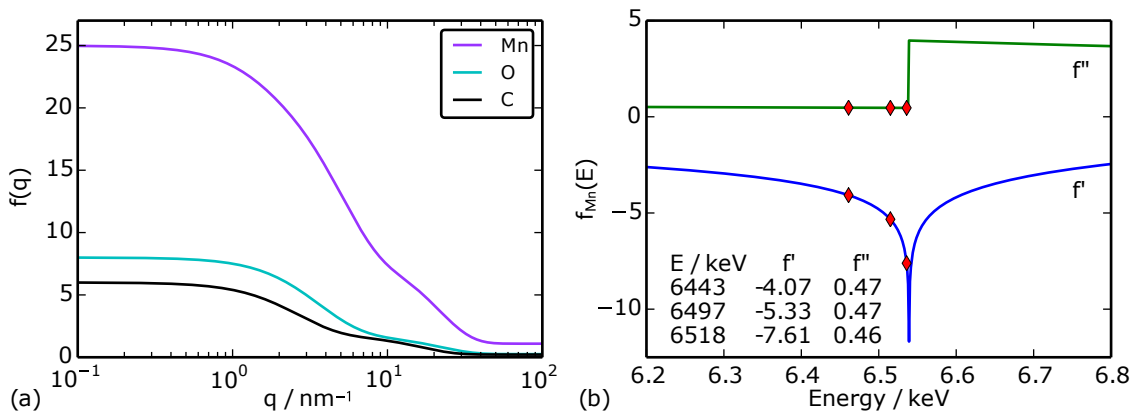 25
20
15
10
5
0
f(q)
Mn
O
C
10⁻¹ 10⁰ 10¹ 10²
q / nm⁻¹
(a)
5
0
−5
−10
f_Mn(E)
f"
f'
E / keV f' f"
6443 -4.07 0.47
6497 -5.33 0.47
6518 -7.61 0.46
6.2 6.3 6.4 6.5 6.6 6.7 6.8
Energy / keV
(b)